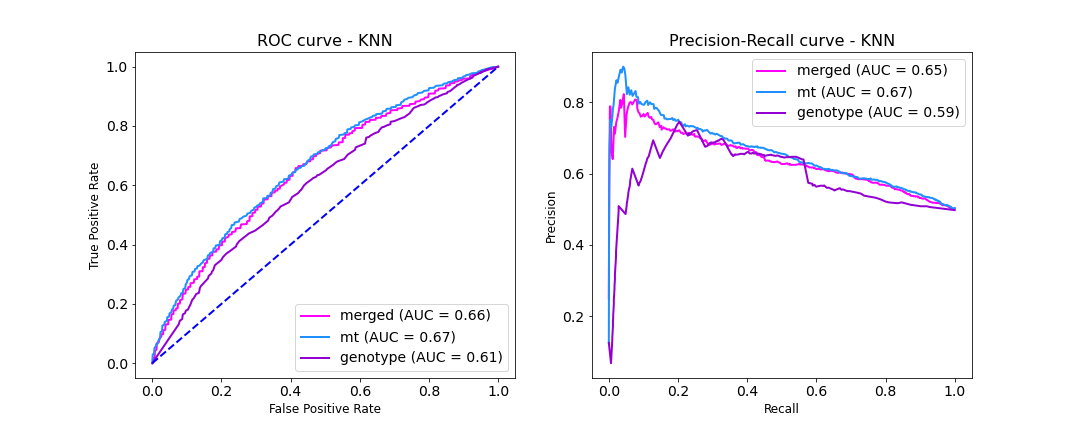 ROC curve - KNN
1.0
0.8
0.6
0.4
0.2
0.0
True Positive Rate
merged (AUC = 0.66)
mt (AUC = 0.67)
genotype (AUC = 0.61)
0.0 0.2 0.4 0.6 0.8 1.0
False Positive Rate
Precision-Recall curve - KNN
0.8
0.6
0.4
0.2
Precision
merged (AUC = 0.65)
mt (AUC = 0.67)
genotype (AUC = 0.59)
0.0 0.2 0.4 0.6 0.8 1.0
Recall